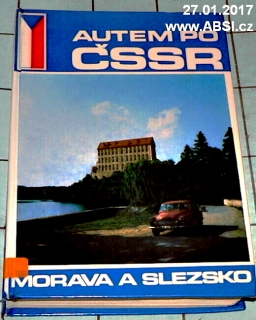 27.01.2017
www.ABSI.cz
AUTEM PO
ČSSR
MORAVA A SLEZSKO